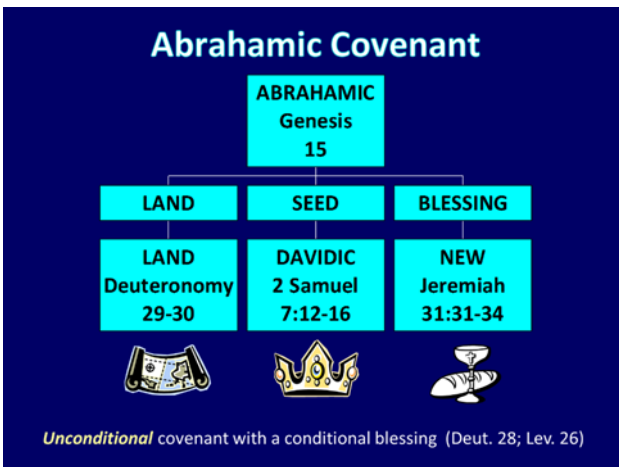 Abrahamic Covenant
ABRAHAMIC
Genesis
15
LAND
SEED
BLESSING
LAND
Deuteronomy
29-30
DAVIDIC
2 Samuel
7:12-16
NEW
Jeremiah
31:31-34
Unconditional covenant with a conditional blessing (Deut. 28; Lev. 26)